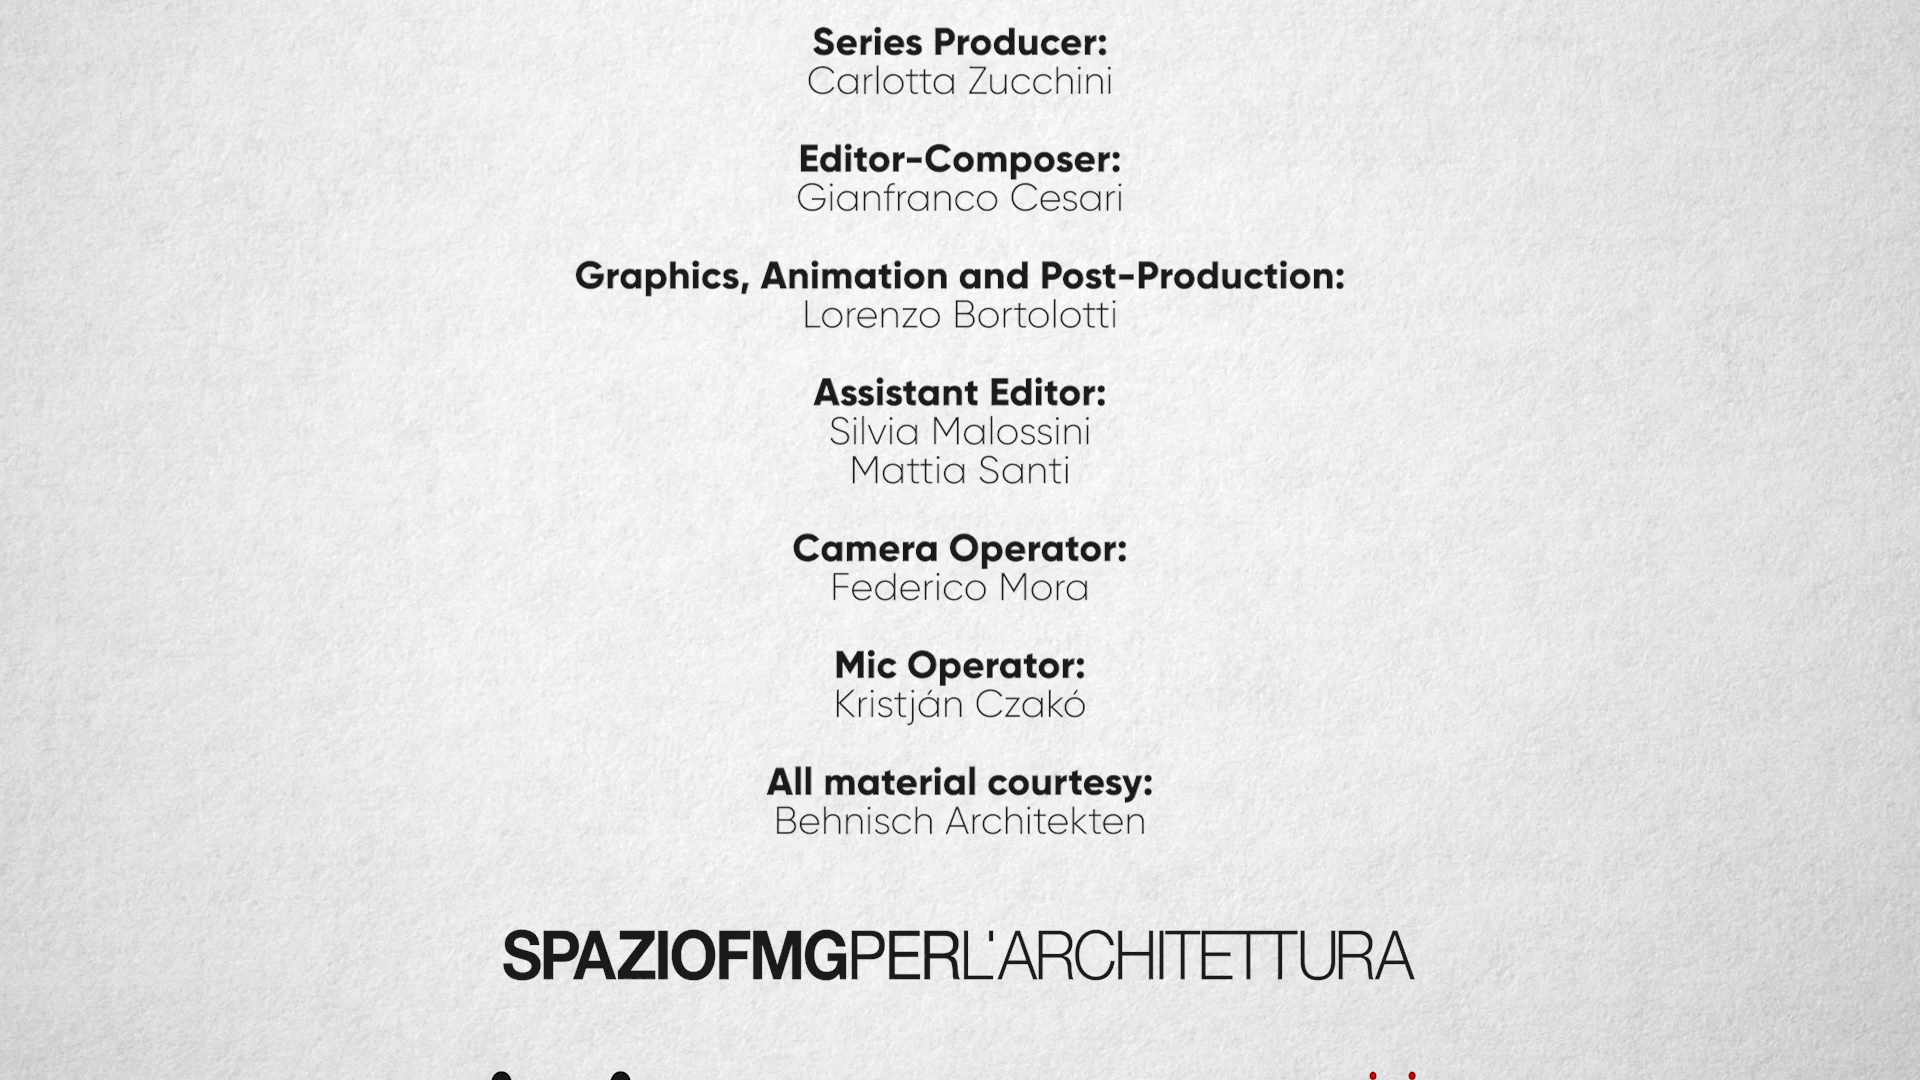 Series Producer:
Carlotta Zucchini
Editor-Composer:
Gianfranco Cesari
Graphics, Animation and Post-Production:
Lorenzo Bortolotti
Assistant Editor:
Silvia Malossini
Mattia Santi
Camera Operator:
Federico Mora
Mic Operator:
Kristján Czakó
All material courtesy:
Behnisch Architekten
SPAZIOFMGPERL'ARCHITETTURA